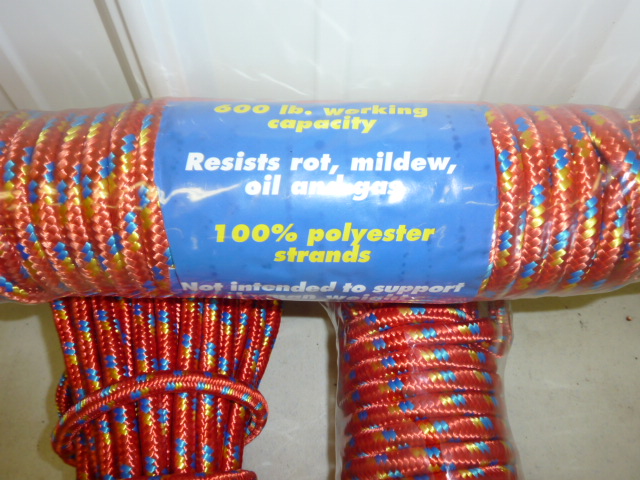 600 lb. working
capacity
Resists rot, mildew,
oil and gas
100% polyester
strands
Not intended to support